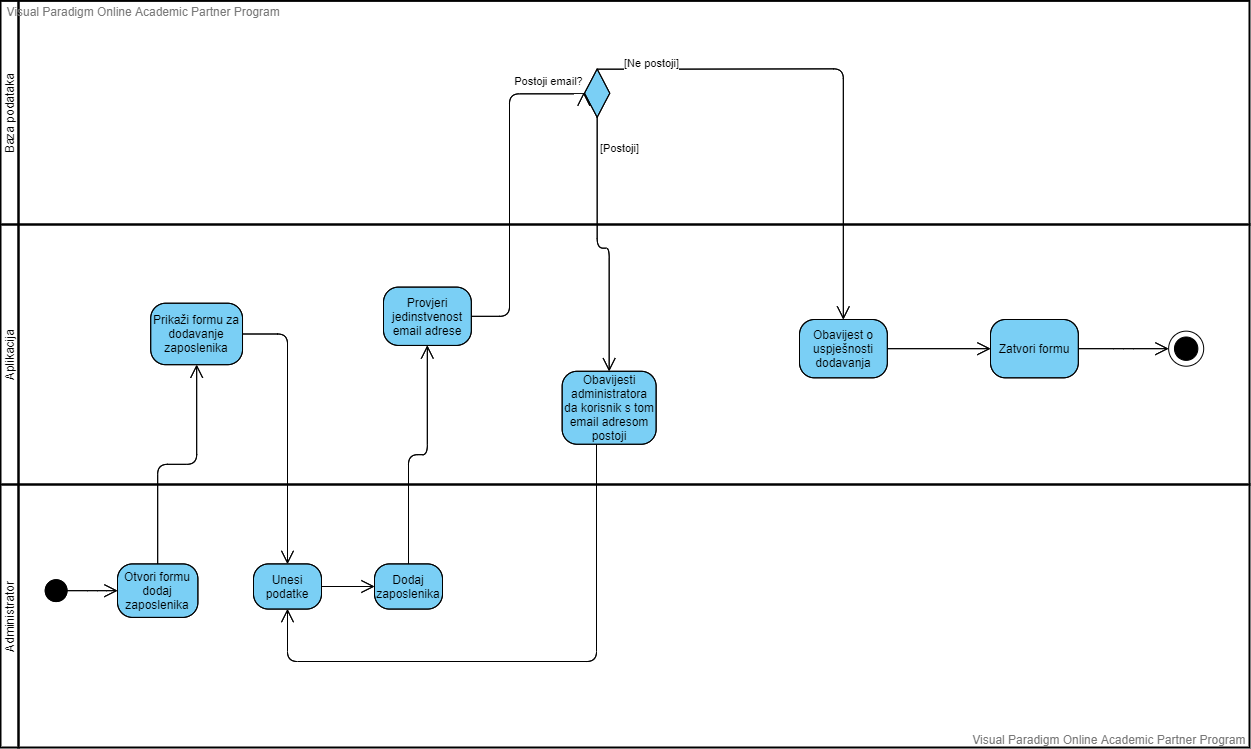 Visual Paradigm Online Academic Partner Program
Baza podataka
Postoji email?
[Ne postoji]
[Postoji]
Aplikacija
Prikaži formu za
dodavanje
zaposlenika
Provjeri
jedinstvenost
email adrese
Obavijesti
administratora
da korisnik s tom
email adresom
postoji
Obavijest o
uspješnosti
dodavanja
Zatvori formu
Administrator
Otvori formu
dodaj
zaposlenika
Unesi
podatke
Dodaj
zaposlenika
Visual Paradigm Online Academic Partner Program